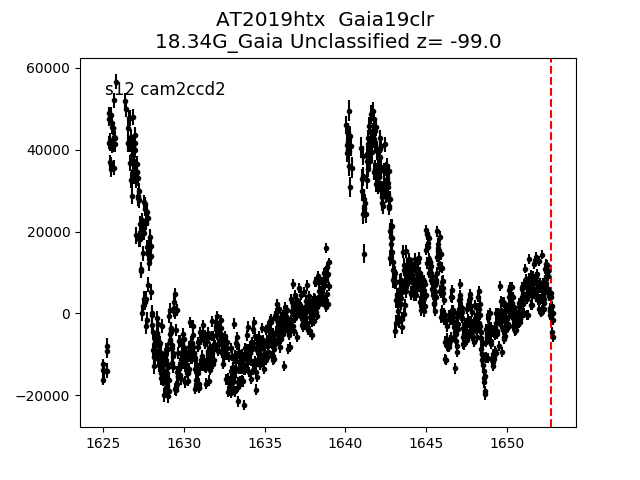 AT2019htx  Gaia19clr
18.34G_Gaia Unclassified z= -99.0
s12 cam2ccd2
60000
40000
20000
0
−20000
1625 1630 1635 1640 1645 1650